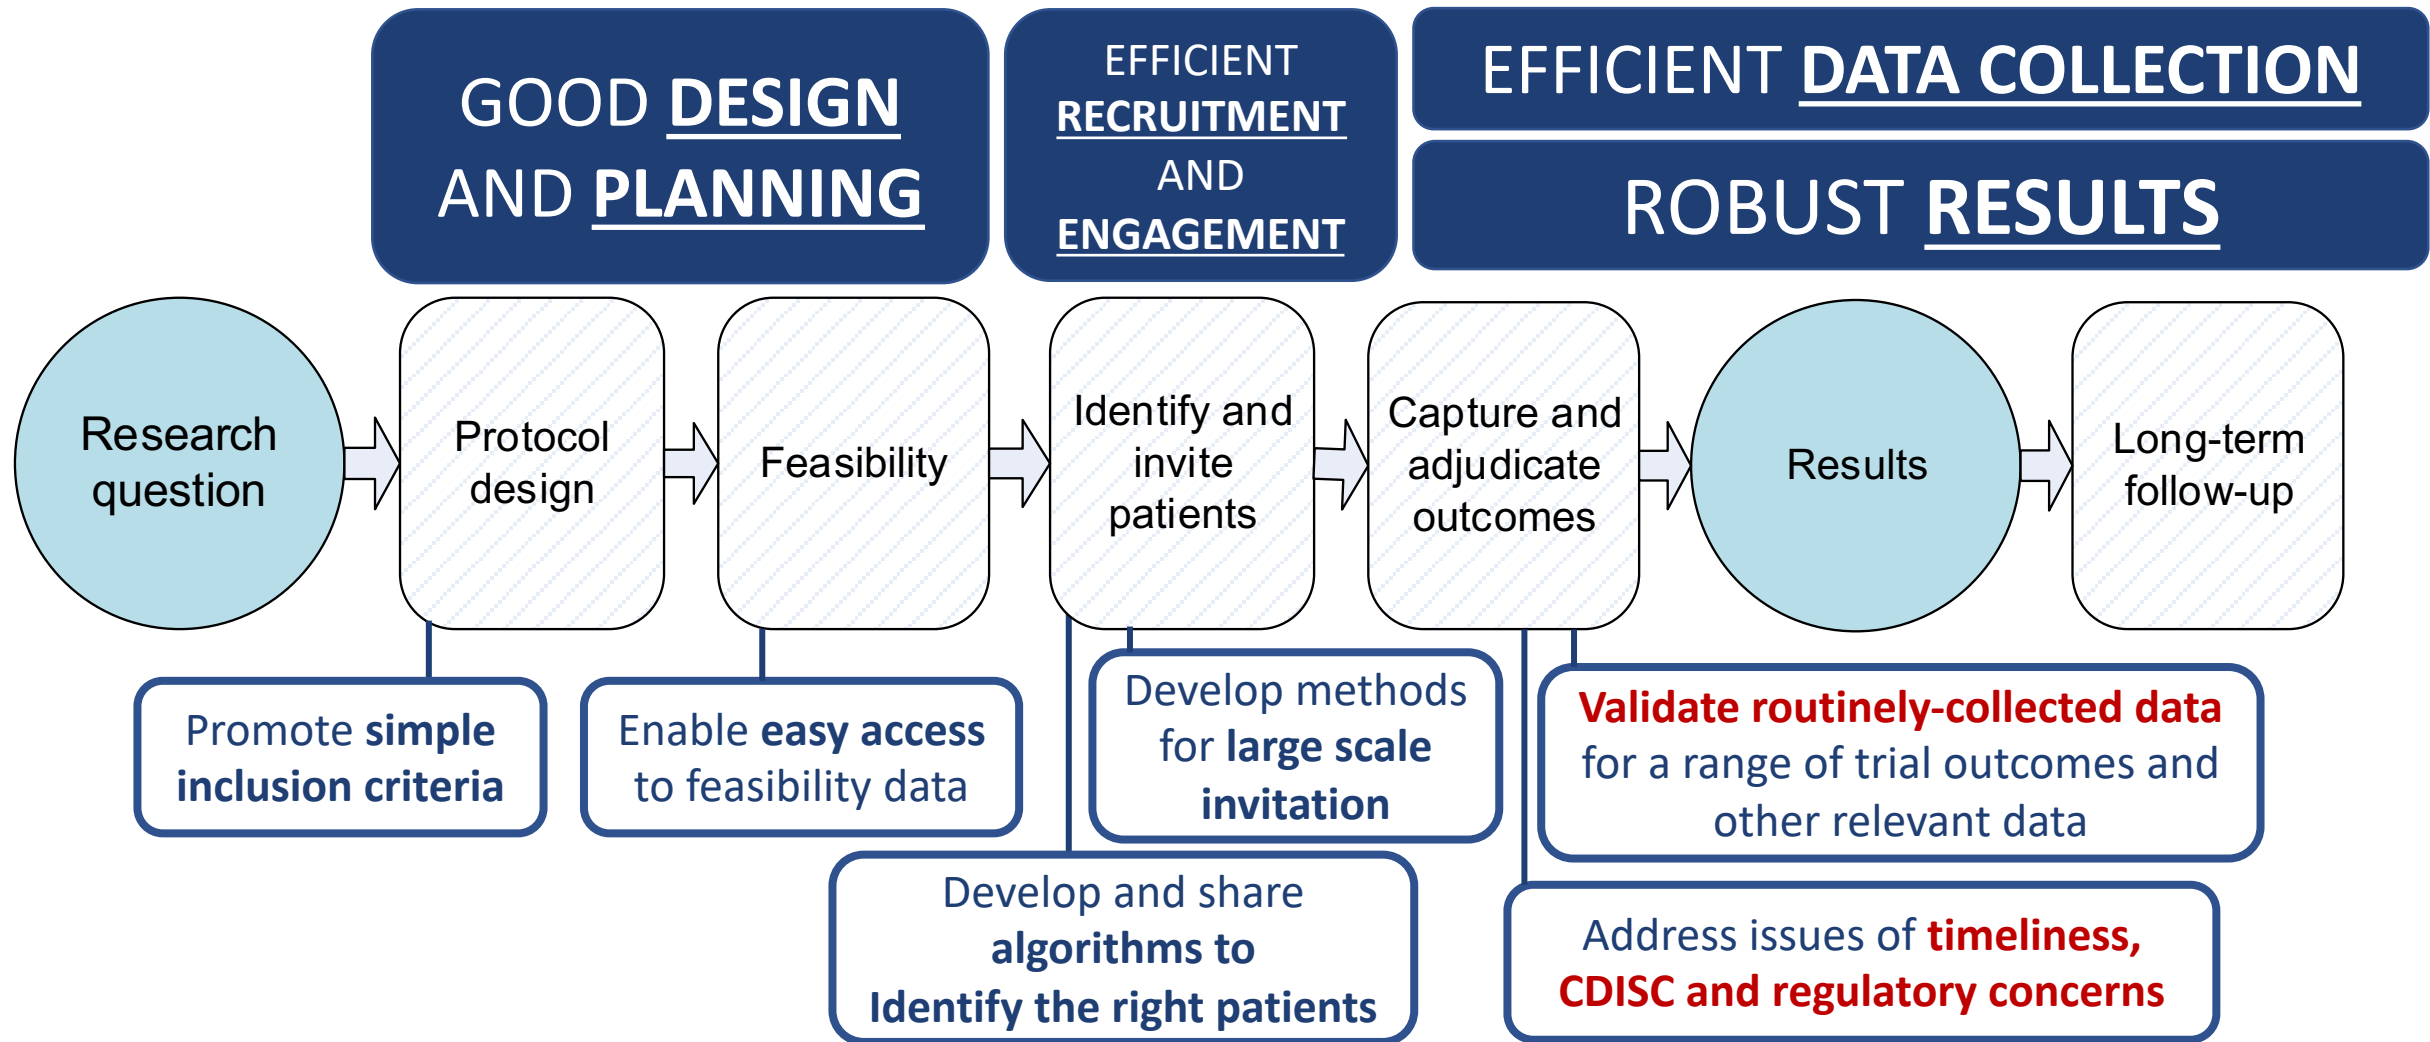 GOOD DESIGN
AND PLANNING
EFFICIENT
RECRUITMENT
AND
ENGAGEMENT
EFFICIENT DATA COLLECTION
ROBUST RESULTS
Research
question
Protocol
design
Feasibility
Identify and
invite
patients
Capture and
adjudicate
outcomes
Results
Long-term
follow-up
Promote simple
inclusion criteria
Enable easy access
to feasibility data
Develop methods
for large scale
invitation
Validate routinely-collected data
for a range of trial outcomes and
other relevant data
Develop and share
algorithms to
Identify the right patients
Address issues of timeliness,
CDISC and regulatory concerns